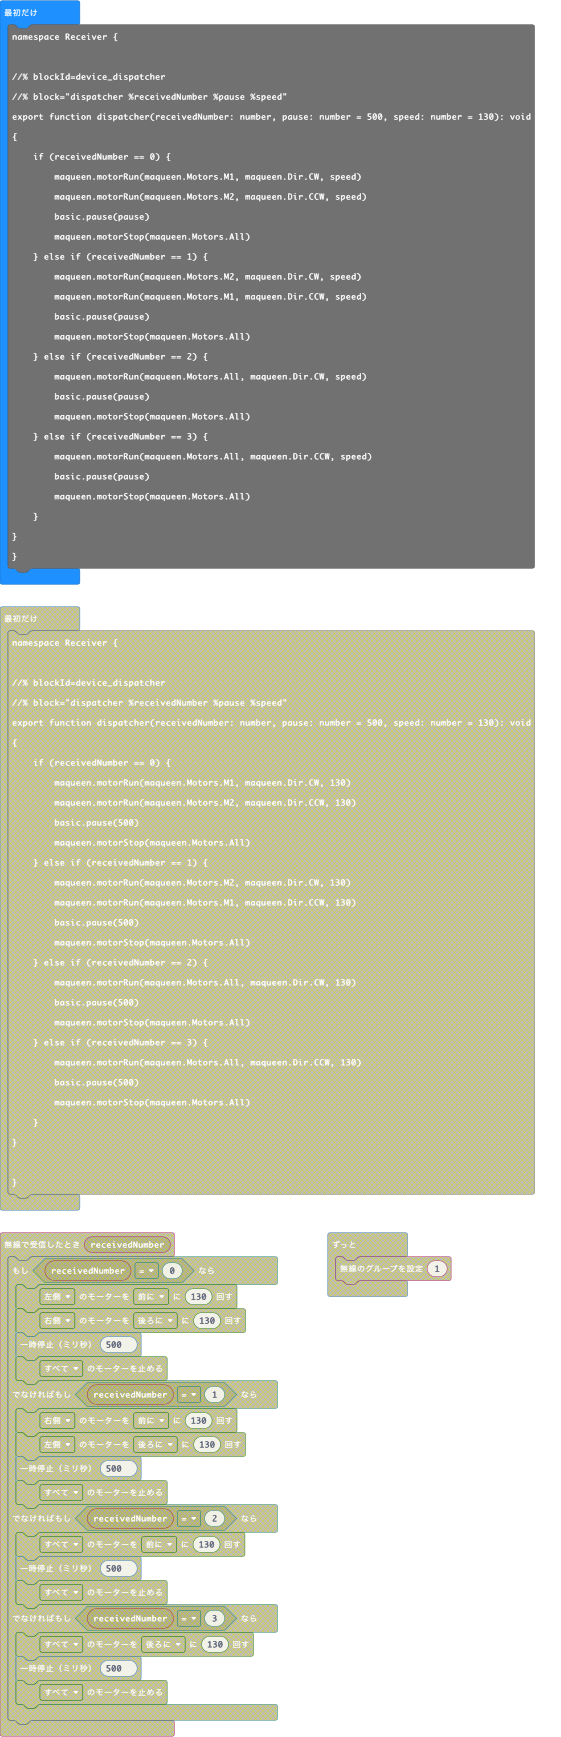 最初だけ
namespace Receiver {
//% blockId=device_dispatcher
//% block="dispatcher %receivedNumber %pause %speed"
export function dispatcher(receivedNumber: number, pause: number = 500, speed: number = 130): void
{
if (receivedNumber == 0) {
maqueen.motorRun(maqueen.Motors.M1, maqueen.Dir.CW, speed)
maqueen.motorRun(maqueen.Motors.M2, maqueen.Dir.CCW, speed)
basic.pause(pause)
maqueen.motorStop(maqueen.Motors.All)
} else if (receivedNumber == 1) {
maqueen.motorRun(maqueen.Motors.M2, maqueen.Dir.CW, speed)
maqueen.motorRun(maqueen.Motors.M1, maqueen.Dir.CCW, speed)
basic.pause(pause)
maqueen.motorStop(maqueen.Motors.All)
} else if (receivedNumber == 2) {
maqueen.motorRun(maqueen.Motors.All, maqueen.Dir.CW, speed)
basic.pause(pause)
maqueen.motorStop(maqueen.Motors.All)
} else if (receivedNumber == 3) {
maqueen.motorRun(maqueen.Motors.All, maqueen.Dir.CCW, speed)
basic.pause(pause)
maqueen.motorStop(maqueen.Motors.All)
}
}
}
最初だけ
namespace Receiver {
//% blockId=device_dispatcher
//% block="dispatcher %receivedNumber %pause %speed"
export function dispatcher(receivedNumber: number, pause: number = 500, speed: number = 130): void
{
if (receivedNumber == 0) {
maqueen.motorRun(maqueen.Motors.M1, maqueen.Dir.CW, 130)
maqueen.motorRun(maqueen.Motors.M2, maqueen.Dir.CCW, 130)
basic.pause(500)
maqueen.motorStop(maqueen.Motors.All)
} else if (receivedNumber == 1) {
maqueen.motorRun(maqueen.Motors.M2, maqueen.Dir.CW, 130)
maqueen.motorRun(maqueen.Motors.M1, maqueen.Dir.CCW, 130)
basic.pause(500)
maqueen.motorStop(maqueen.Motors.All)
} else if (receivedNumber == 2) {
maqueen.motorRun(maqueen.Motors.All, maqueen.Dir.CW, 130)
basic.pause(500)
maqueen.motorStop(maqueen.Motors.All)
} else if (receivedNumber == 3) {
maqueen.motorRun(maqueen.Motors.All, maqueen.Dir.CCW, 130)
basic.pause(500)
maqueen.motorStop(maqueen.Motors.All)
}
}
}
無線で受信したとき receivedNumber
もし receivedNumber = 0 なら
左側 のモーターを 前に に 130 回す
右側 のモーターを 後ろに に 130 回す
一時停止（ミリ秒） 500
すべて のモーターを止める
でなければもし receivedNumber = 1 なら
右側 のモーターを 前に に 130 回す
左側 のモーターを 後ろに に 130 回す
一時停止（ミリ秒） 500
すべて のモーターを止める
でなければもし receivedNumber = 2 なら
すべて のモーターを 前に に 130 回す
一時停止（ミリ秒） 500
すべて のモーターを止める
でなければもし receivedNumber = 3 なら
すべて のモーターを 後ろに に 130 回す
一時停止（ミリ秒） 500
すべて のモーターを止める
ずっと
無線のグループを設定 1